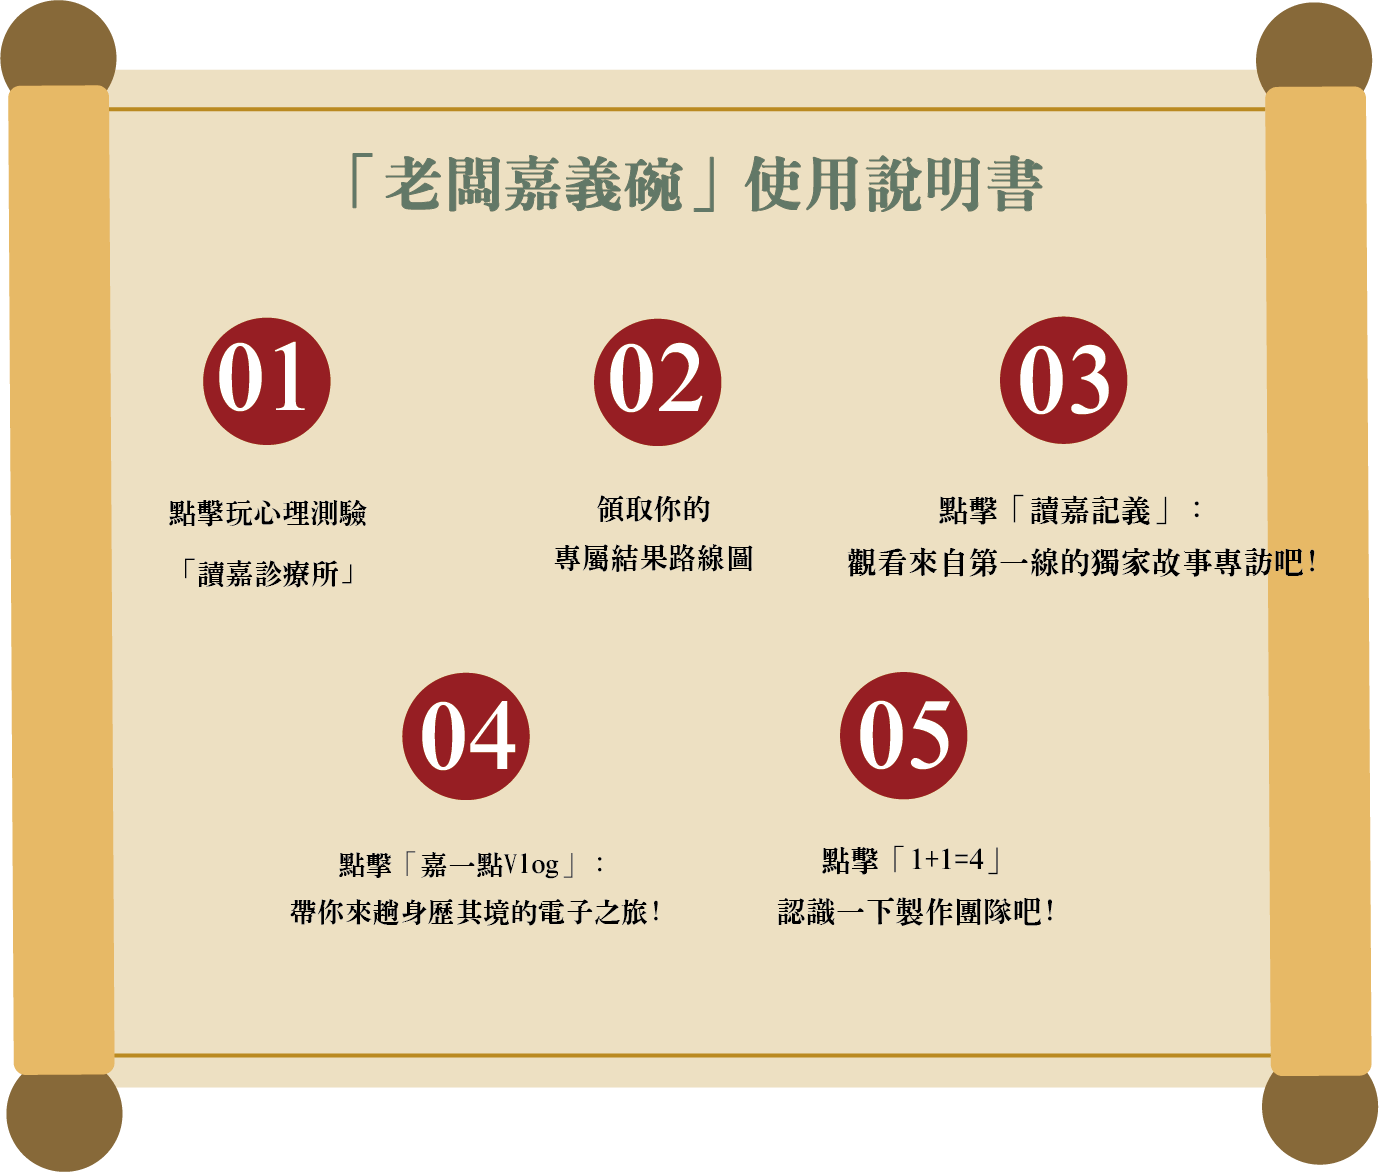 「老闆嘉義碗」使用說明書
01
點擊玩心理測驗
「讀嘉診療所」
02
領取你的
專屬結果路線圖
03
點擊「讀嘉記義」：
觀看來自第一線的獨家故事專訪吧！
04
點擊「嘉一點Vlog」：
帶你來趟身歷其境的電子之旅！
05
點擊「1+1=4」
認識一下製作團隊吧！